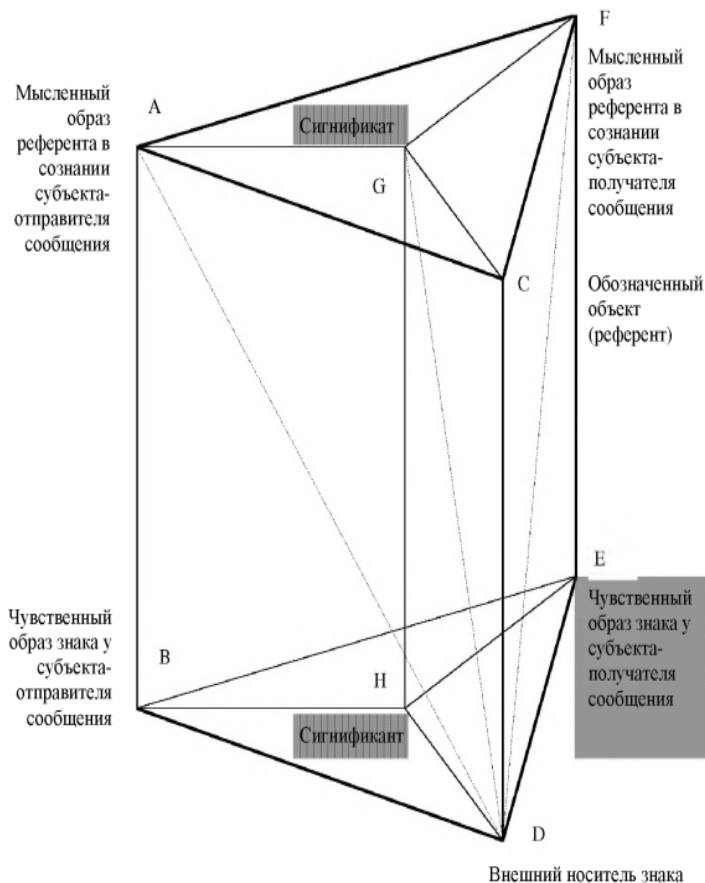 F
Мысленный
образ
референта в
сознании
субъекта-
получателя
сообщения
A
Мысленный
образ
референта в
сознании
субъекта-
отправителя
сообщения
Сигнификат
G
C
Обозначенный
объект
(референт)
E
Чувственный
образ знака у
субъекта-
получателя
сообщения
Чувственный
образ знака у
субъекта-
отправителя
сообщения
B
H
Сигнификант
D
Внешний носитель знака